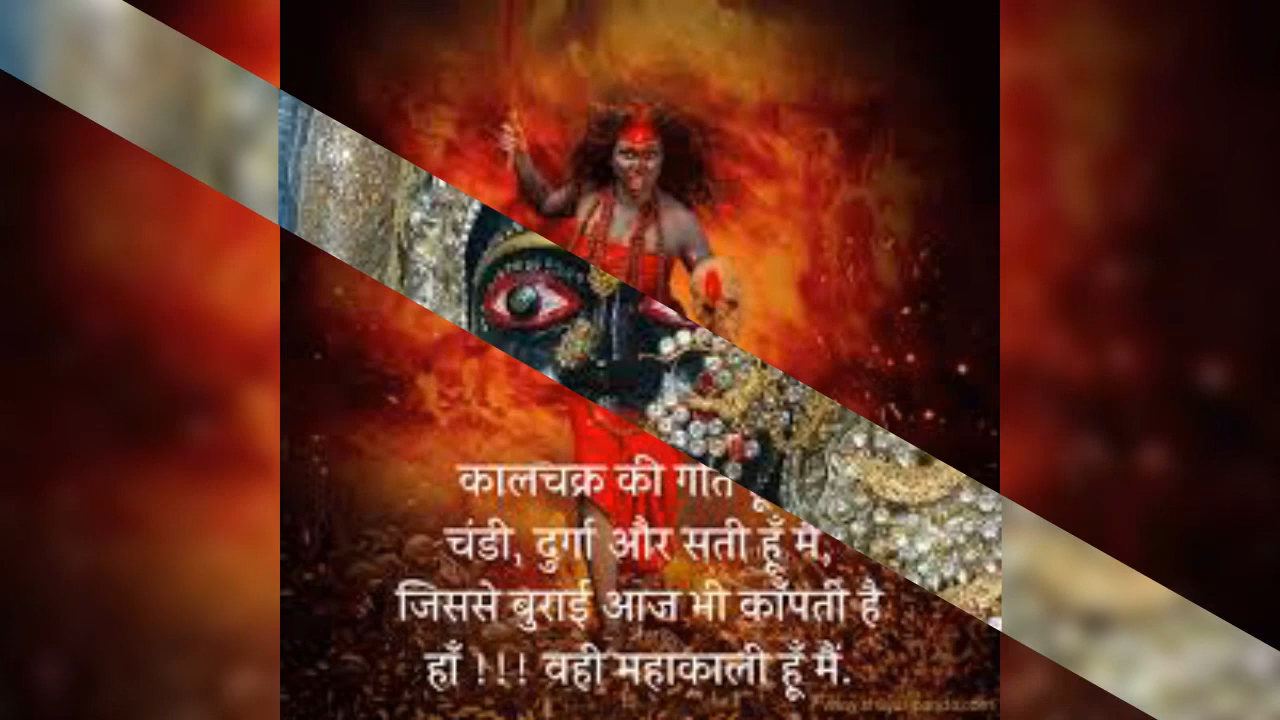 कालचक्र की गति
चंडी, दुर्गा और सती हूँ मैं,
जिससे बुराई आज भी काँपती है
हाँ !!! वही महाकाली हूँ मैं.